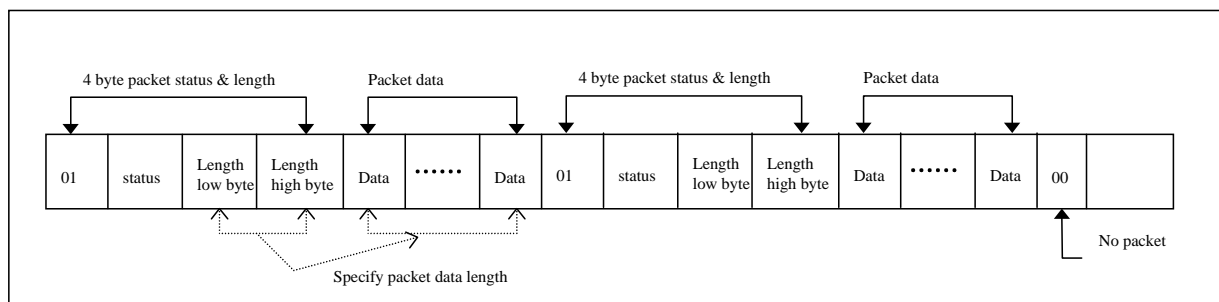 4 byte packet status & length
Packet data
4 byte packet status & length
Packet data
01
status
Length
low byte
Length
high byte
Data
••••••
Data
01
status
Length
low byte
Length
high byte
Data
••••••
Data
00
No packet
Specify packet data length